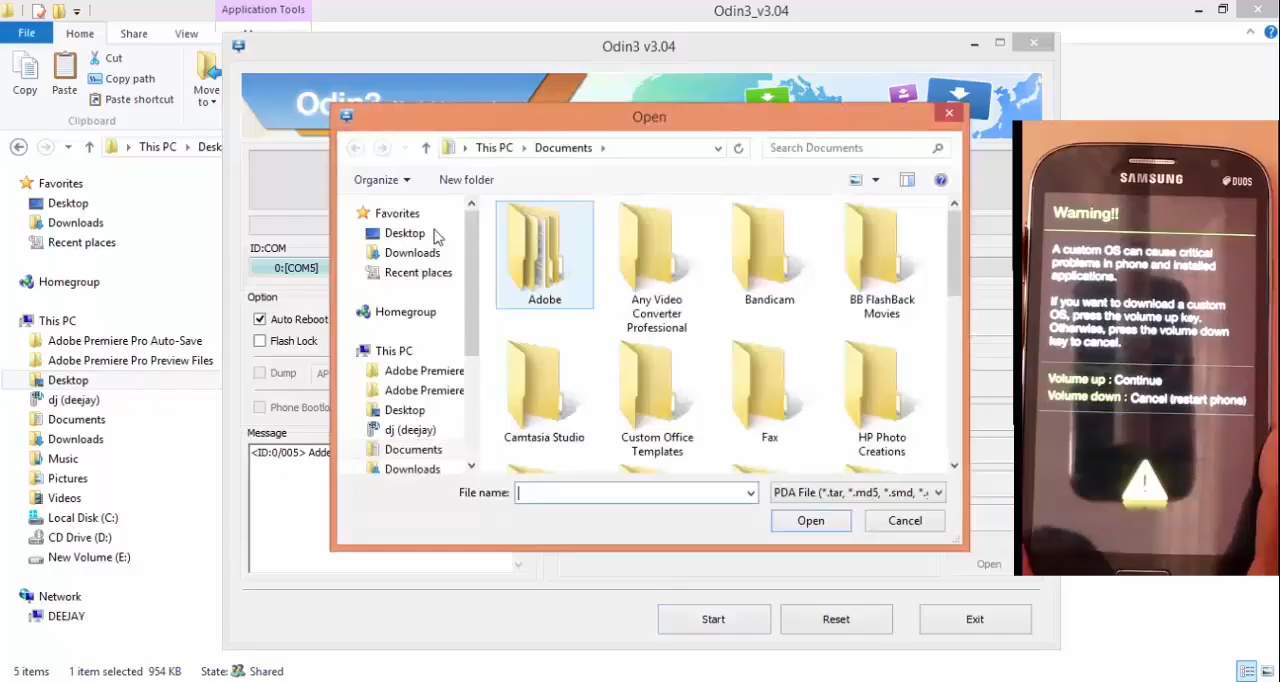 Application Tools
Odin3_v3.04
File
Home
Share
View
Copy
Paste
Cut
Copy path
Paste shortcut
Move
to
Clipboard
This PC
Desk
Favorites
Desktop
Downloads
Recent places
Homegroup
This PC
Adobe Premiere Pro Auto-Save
Adobe Premiere Pro Preview Files
Desktop
dj (deejay)
Documents
Downloads
Music
Pictures
Videos
Local Disk (C:)
CD Drive (D:)
New Volume (E:)
Network
DEEJAY
5 items
1 item selected 954 KB
State:
Shared
Odin3 v3.04
Odin3
ID:COM
0:[COM5]
Option
Auto Reboot
Flash Lock
Dump
AP
Phone Bootlo
Message
<ID:0/005> Adde
Open
Start
Reset
Exit
Open
This PC
Documents
Search Documents
Organize
New folder
Favorites
Desktop
Downloads
Recent places
Homegroup
This PC
Adobe Premiere
Adobe Premiere
Desktop
dj (deejay)
Documents
Downloads
Adobe
Any Video
Converter
Professional
Bandicam
BB FlashBack
Movies
Camtasia Studio
Custom Office
Templates
Fax
HP Photo
Creations
File name:
PDA File (*.tar, *.md5, *.smd, *.
Open
Cancel
SAMSUNG
DUOS
Warning!!
A custom OS can cause critical
problems in phone and installed
applications.
If you want to download a custom
OS, press the volume up key.
Otherwise, press the volume down
key to cancel.
Volume up : Continue
Volume down : Cancel (restart phone)